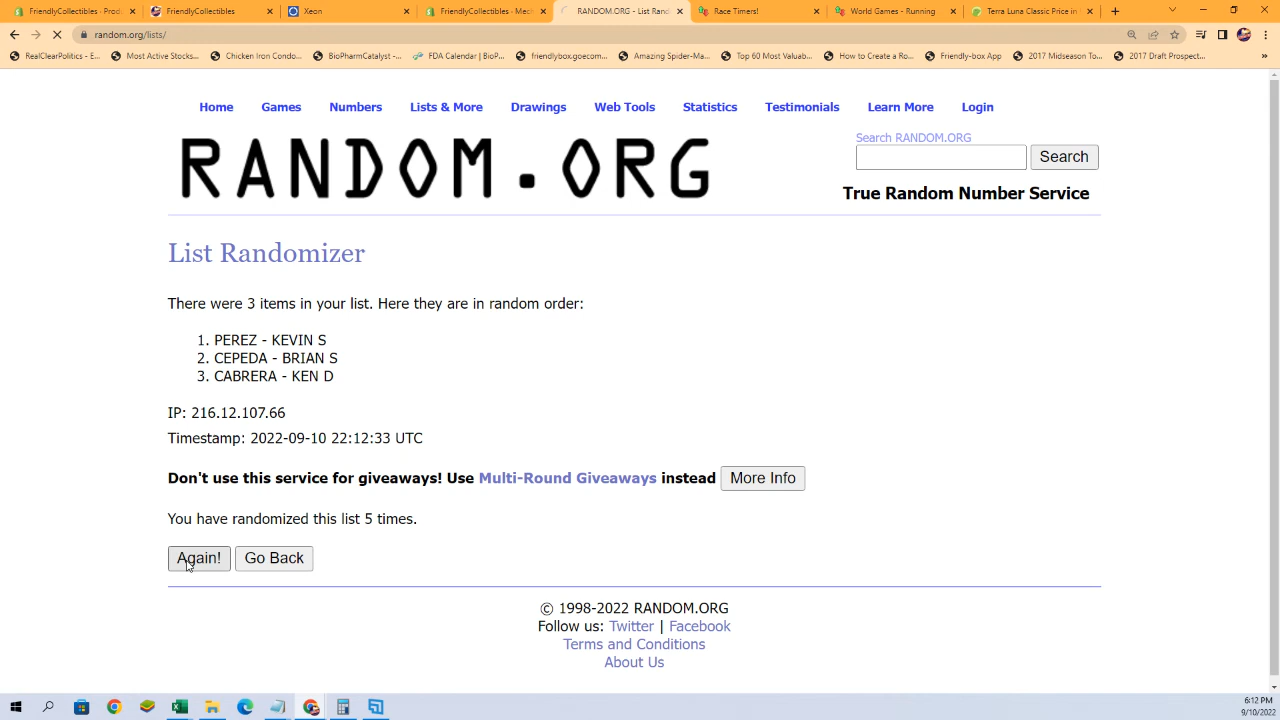 FriendlyCollectibles - Prod
FriendlyCollectibles
Xeon
FriendlyCollectibles - Mech
RANDOM.ORG - List Rand
Race Timers!
World Games - Running
Terra Luna Classic Price in
random.org/lists/
RealClearPolitics - E...
Most Active Stocks...
Chicken Iron Condo...
BioPharmCatalyst -...
FDA Calendar | BioP...
friendlybox.goecom...
Amazing Spider-Ma...
Top 60 Most Valuab...
How to Create a Ro...
Friendly-box App
2017 Midseason To...
2017 Draft Prospect...
Home Games Numbers Lists & More Drawings Web Tools Statistics Testimonials Learn More Login
RANDOM.ORG
Search RANDOM.ORG
Search
True Random Number Service
List Randomizer
There were 3 items in your list. Here they are in random order:
1. PEREZ - KEVIN S
2. CEPEDA - BRIAN S
3. CABRERA - KEN D
IP: 216.12.107.66
Timestamp: 2022-09-10 22:12:33 UTC
Don't use this service for giveaways! Use Multi-Round Giveaways instead More Info
You have randomized this list 5 times.
Again! Go Back
© 1998-2022 RANDOM.ORG
Follow us: Twitter | Facebook
Terms and Conditions
About Us
6:12 PM
9/10/2022